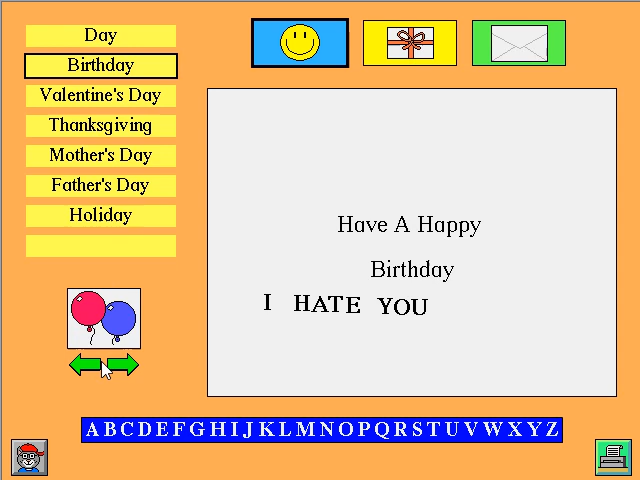 Day
Birthday
Valentine's Day
Thanksgiving
Mother's Day
Father's Day
Holiday
Have A Happy
Birthday
I HATE YOU
A B C D E F G H I J K L M N O P Q R S T U V W X Y Z